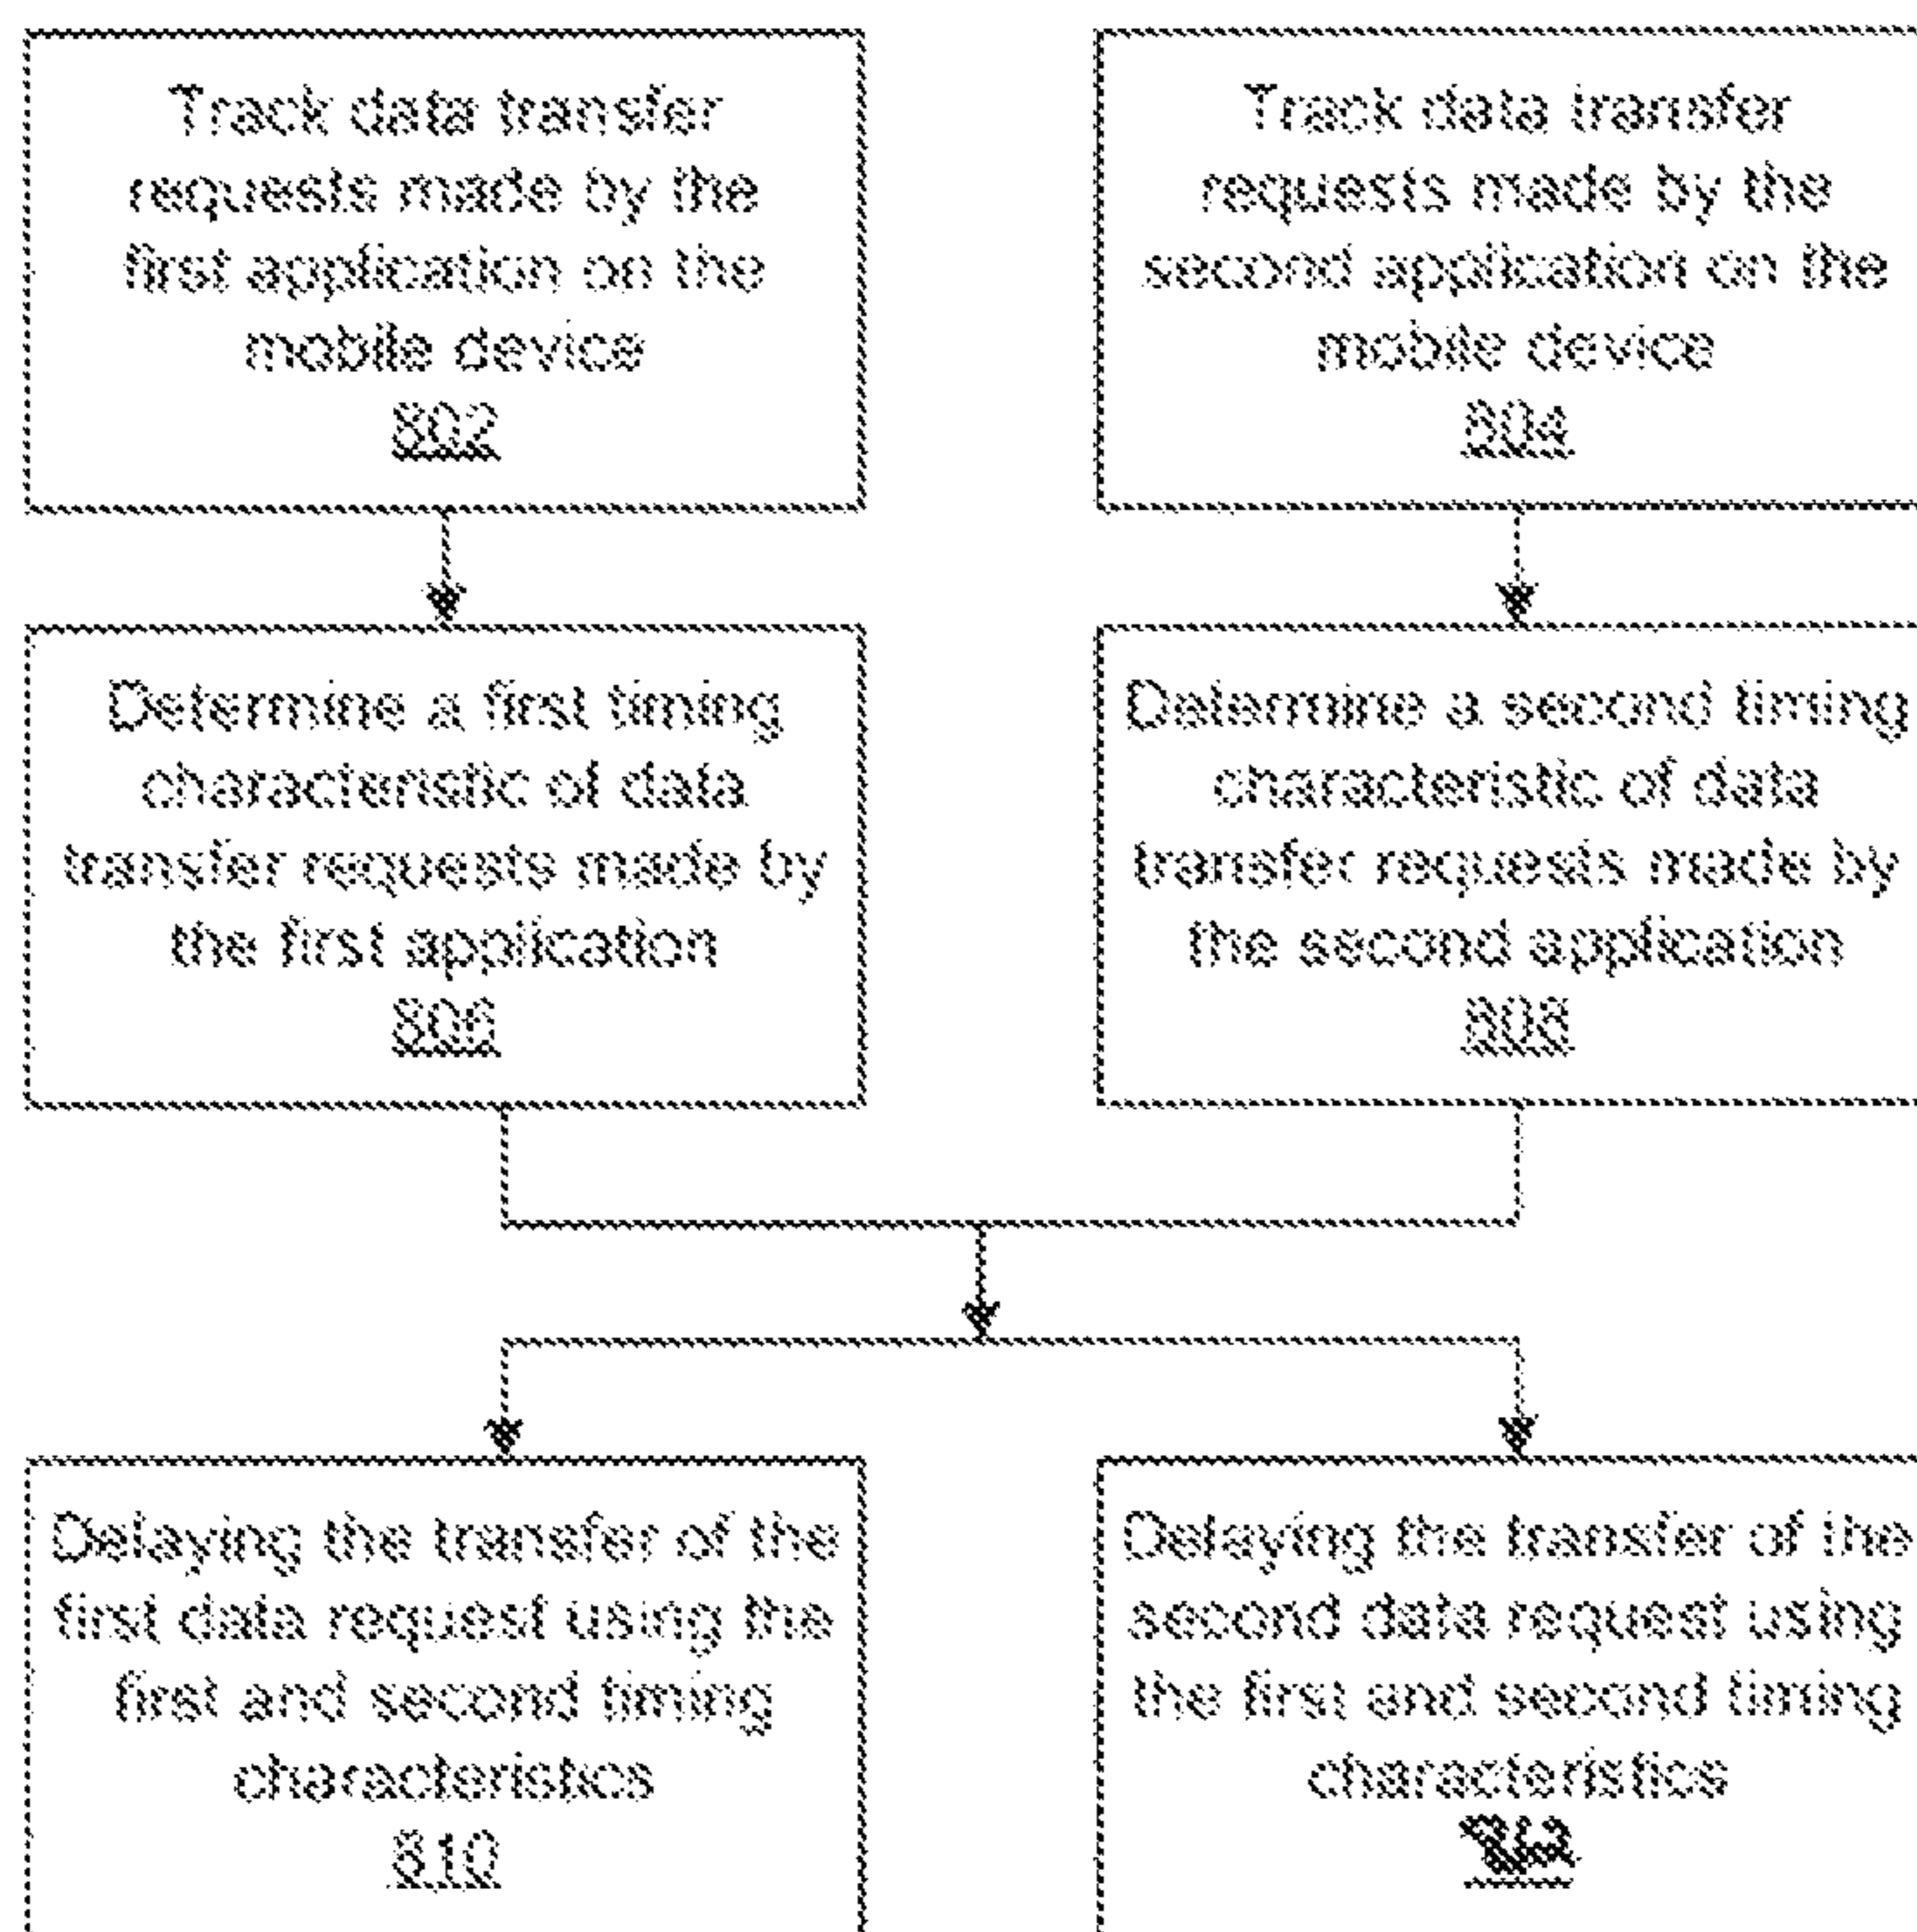 Track data transfer
requests made by the
first application on the
mobile device
802
Track data transfer
requests made by the
second application on the
mobile device
804
Determine a first timing
characteristic of data
transfer requests made by
the first application
806
Determine a second timing
characteristic of data
transfer requests made by
the second application
808
Delaying the transfer of the
first data request using the
first and second timing
characteristics
810
Delaying the transfer of the
second data request using
the first and second timing
characteristics